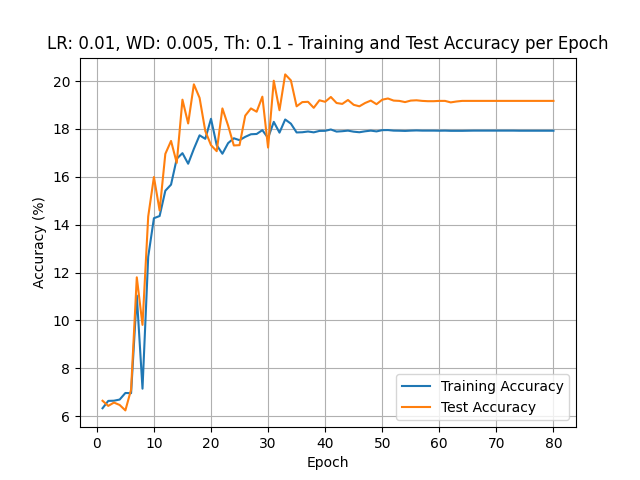 LR: 0.01, WD: 0.005, Th: 0.1 - Training and Test Accuracy per Epoch
20
18
16
14
12
10
8
6
Accuracy (%)
Training Accuracy
Test Accuracy
0 10 20 30 40 50 60 70 80
Epoch